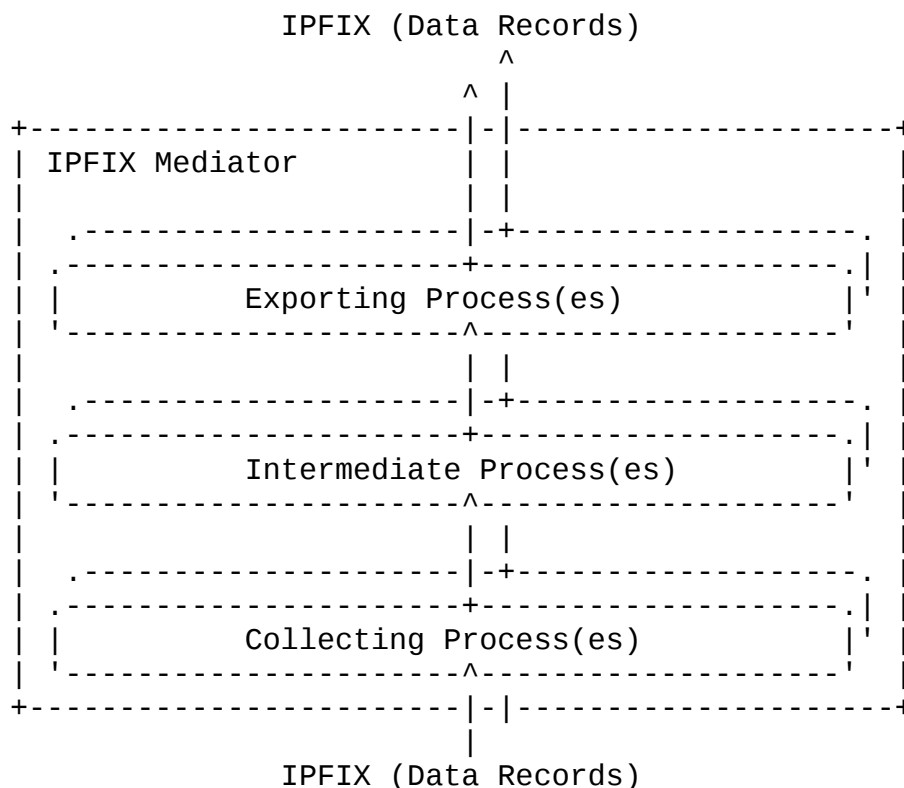 IPFIX (Data Records)
IPFIX Mediator
Exporting Process(es)
Intermediate Process(es)
Collecting Process(es)
IPFIX (Data Records)